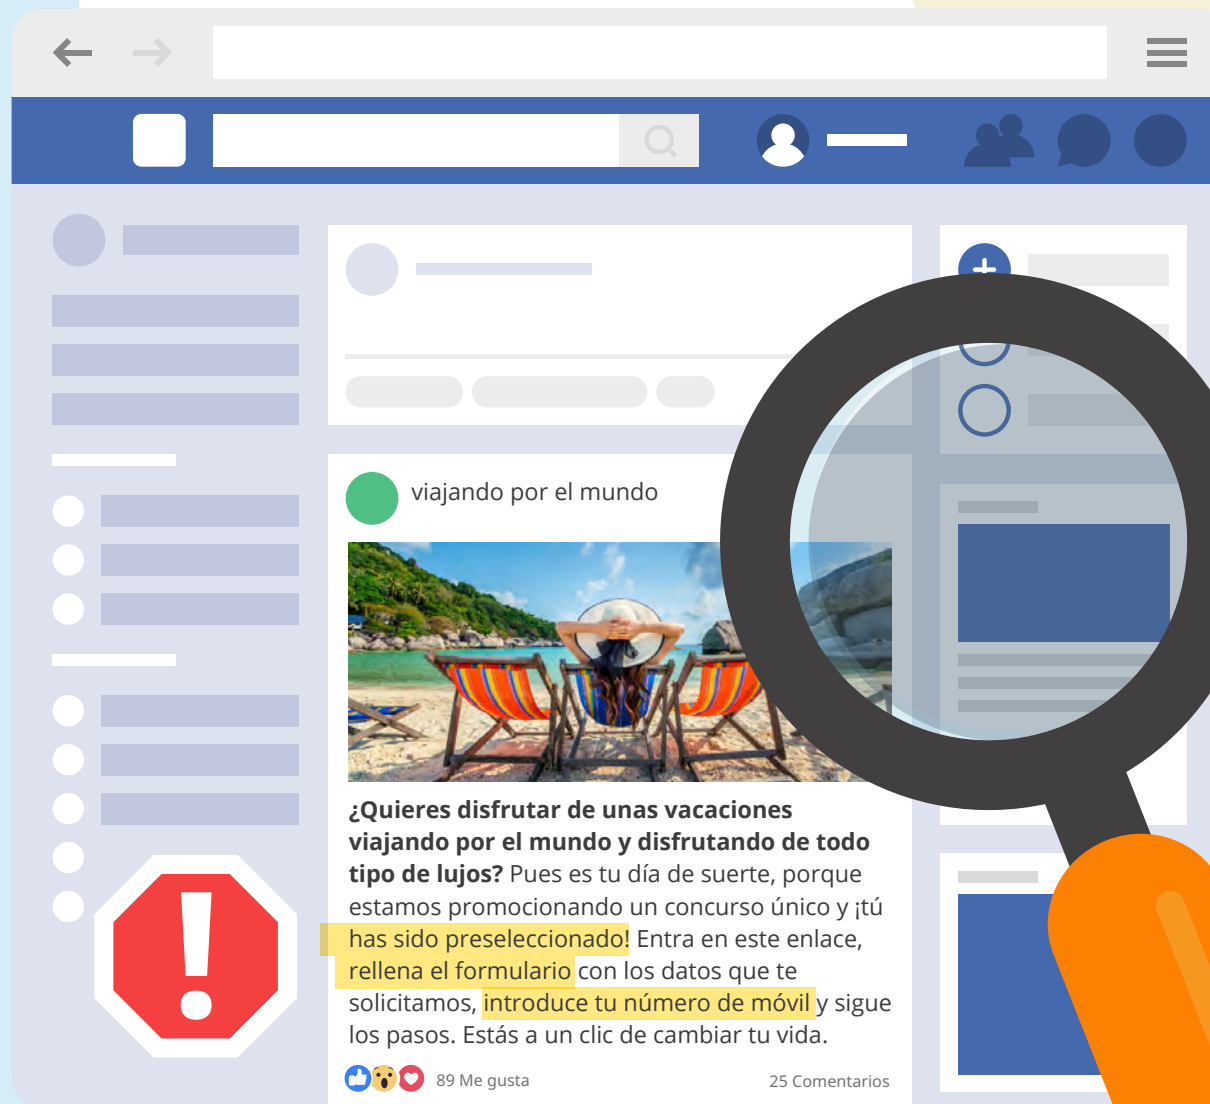 viajando por el mundo
¿Quieres disfrutar de unas vacaciones
viajando por el mundo y disfrutando de todo
tipo de lujos? Pues es tu día de suerte, porque
estamos promocionando un concurso único y ¡tú
has sido preseleccionado! Entra en este enlace,
rellena el formulario con los datos que te
solicitamos, introduce tu número de móvil y sigue
los pasos. Estás a un clic de cambiar tu vida.
89 Me gusta
25 Comentarios